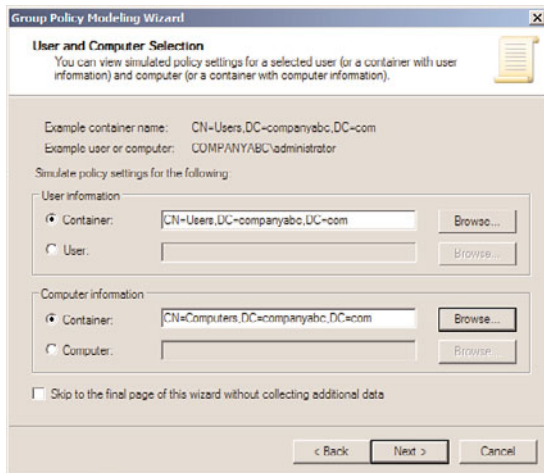 Group Policy Modeling Wizard
User and Computer Selection
You can view simulated policy settings for a selected user (or a container with user
information) and computer (or a container with computer information).
Example container name: CN=Users,DC=companyabc,DC=com
Example user or computer: COMPANYABC\administrator
Simulate policy settings for the following:
User information
Container: CN=Users,DC=companyabc,DC=com Browse...
User: Browse...
Computer information
Container: CN=Computers,DC=companyabc,DC=com Browse...
Computer: Browse...
Skip to the final page of this wizard without collecting additional data
< Back Next > Cancel